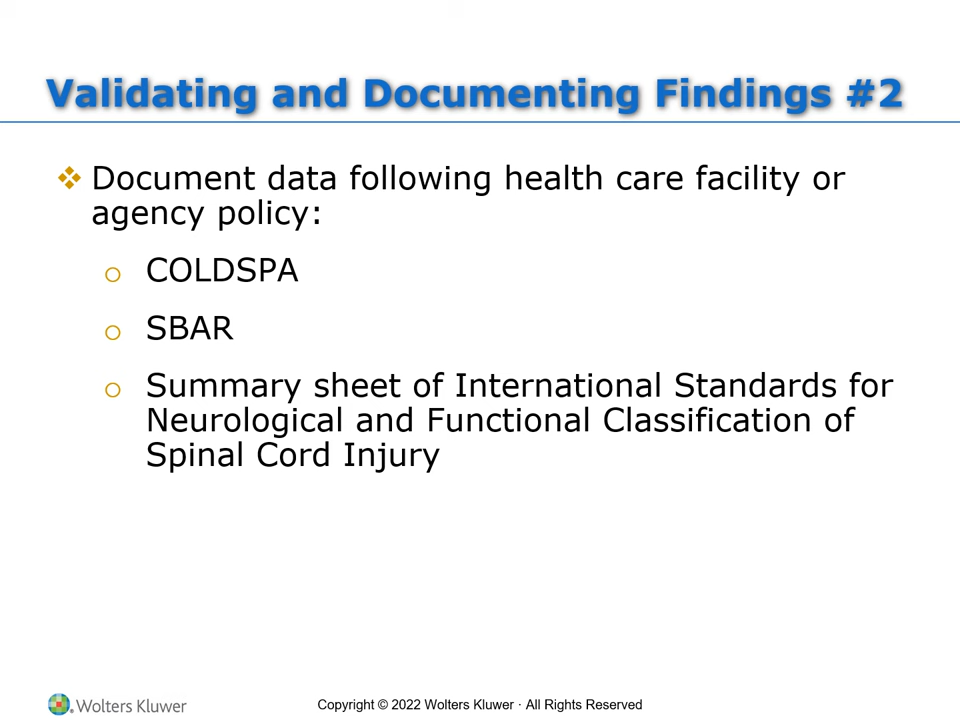 Validating and Documenting Findings #2
❖ Document data following health care facility or
agency policy:
o COLDSPA
o SBAR
o Summary sheet of International Standards for
Neurological and Functional Classification of
Spinal Cord Injury
Wolters Kluwer
Copyright © 2022 Wolters Kluwer · All Rights Reserved